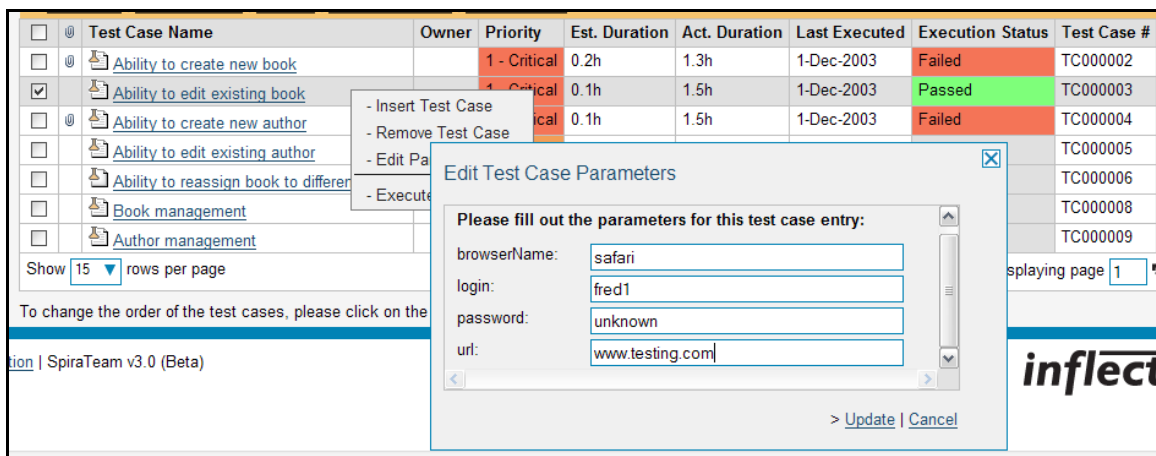 Test Case Name Owner Priority Est. Duration Act. Duration Last Executed Execution Status Test Case #
Ability to create new book 1 - Critical 0.2h 1.3h 1-Dec-2003 Failed TC000002
Ability to edit existing book 1 - Critical 0.1h 1.5h 1-Dec-2003 Passed TC000003
- Insert Test Case
Ability to create new author ical 0.1h 1.5h 1-Dec-2003 Failed TC000004
- Remove Test Case
Ability to edit existing author TC000005
- Edit Pa
Ability to reassign book to differen TC000006
- Execute
Book management TC000008
Author management TC000009
Show 15 rows per page splaying page 1
To change the order of the test cases, please click on the
tion | SpiraTeam v3.0 (Beta)
inflect
Edit Test Case Parameters
Please fill out the parameters for this test case entry:
browserName: safari
login: fred1
password: unknown
url: www.testing.com
> Update | Cancel